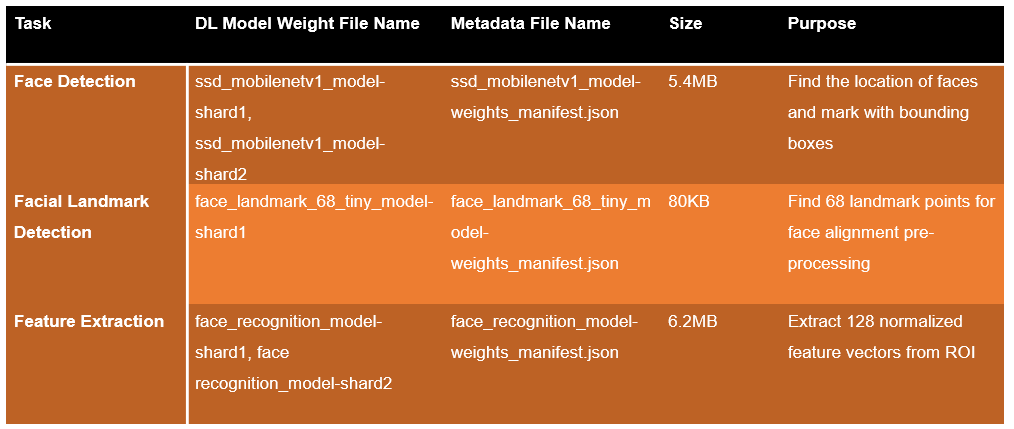 Task DL Model Weight File Name Metadata File Name Size Purpose
Face Detection ssd_mobilenetv1_model- ssd_mobilenetv1_model- 5.4MB Find the location of faces
shard1, weights_manifest.json and mark with bounding
ssd_mobilenetv1_model- boxes
shard2
Facial Landmark face_landmark_68_tiny_model- face_landmark_68_tiny_m 80KB Find 68 landmark points for
Detection shard1 odel- face alignment pre-
weights_manifest.json processing
Feature Extraction face_recognition_model- face_recognition_model- 6.2MB Extract 128 normalized
shard1, face weights_manifest.json feature vectors from ROI
recognition_model-shard2